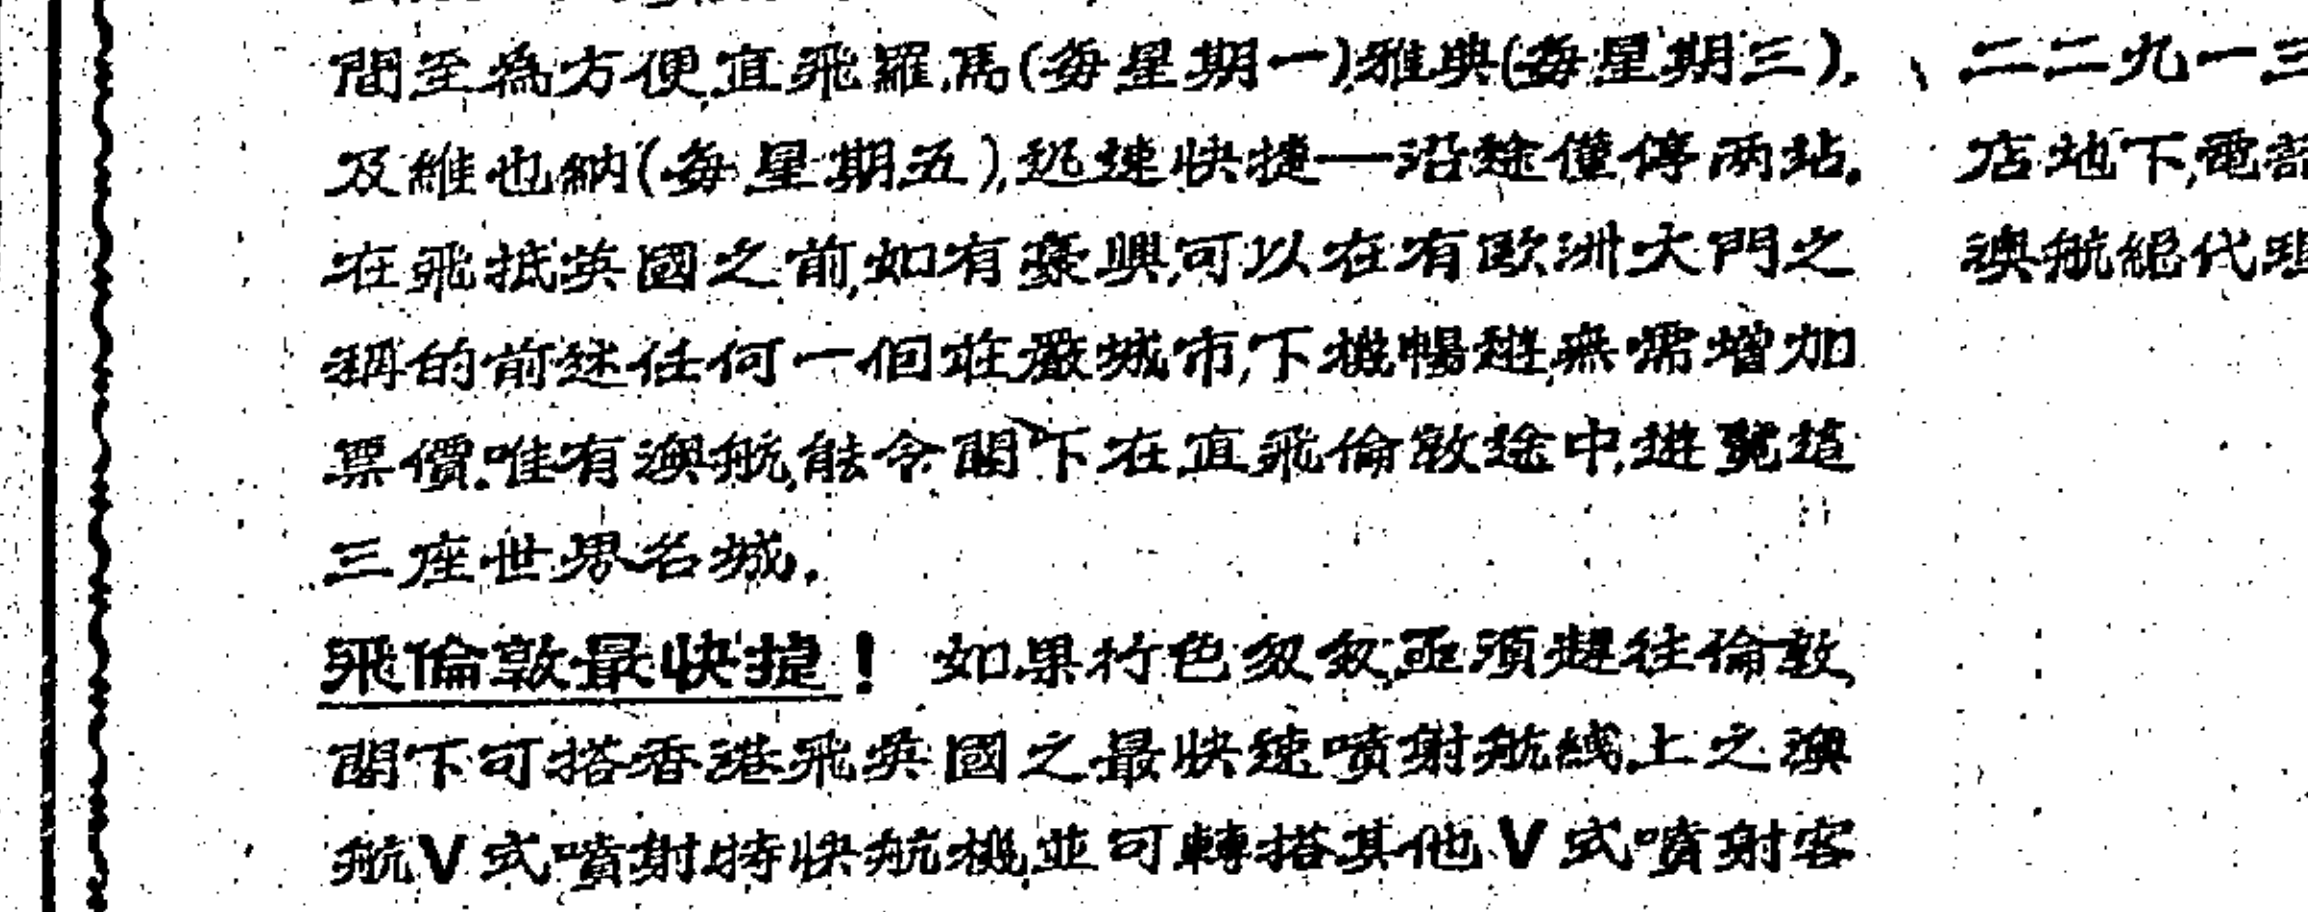 間至為方便,直飛羅馬(每星期一)雅典(每星期三),
及維也納(每星期五),迅速快捷—沿途僅停兩站。
在飛抵英國之前,如有豪興,可以在有歐洲大門之
稱的前述任何一個莊嚴城市,下機暢遊,無需增加
票價。唯有澳航,能令閣下在直飛倫敦途中,遊覽這
三座世界名城。
飛倫敦最快捷! 如果行色匆匆,亟須趕往倫敦,
閣下可搭香港飛英國之最快速噴射航綫上之澳
航V式噴射特快航機,並可轉搭其他V式噴射客
二二九一三
店地下,電話
澳航總代理